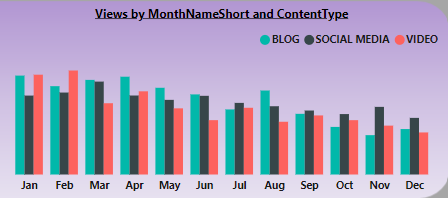 Views by MonthNameShort and ContentType
BLOG SOCIAL MEDIA VIDEO
Jan Feb Mar Apr May Jun Jul Aug Sep Oct Nov Dec